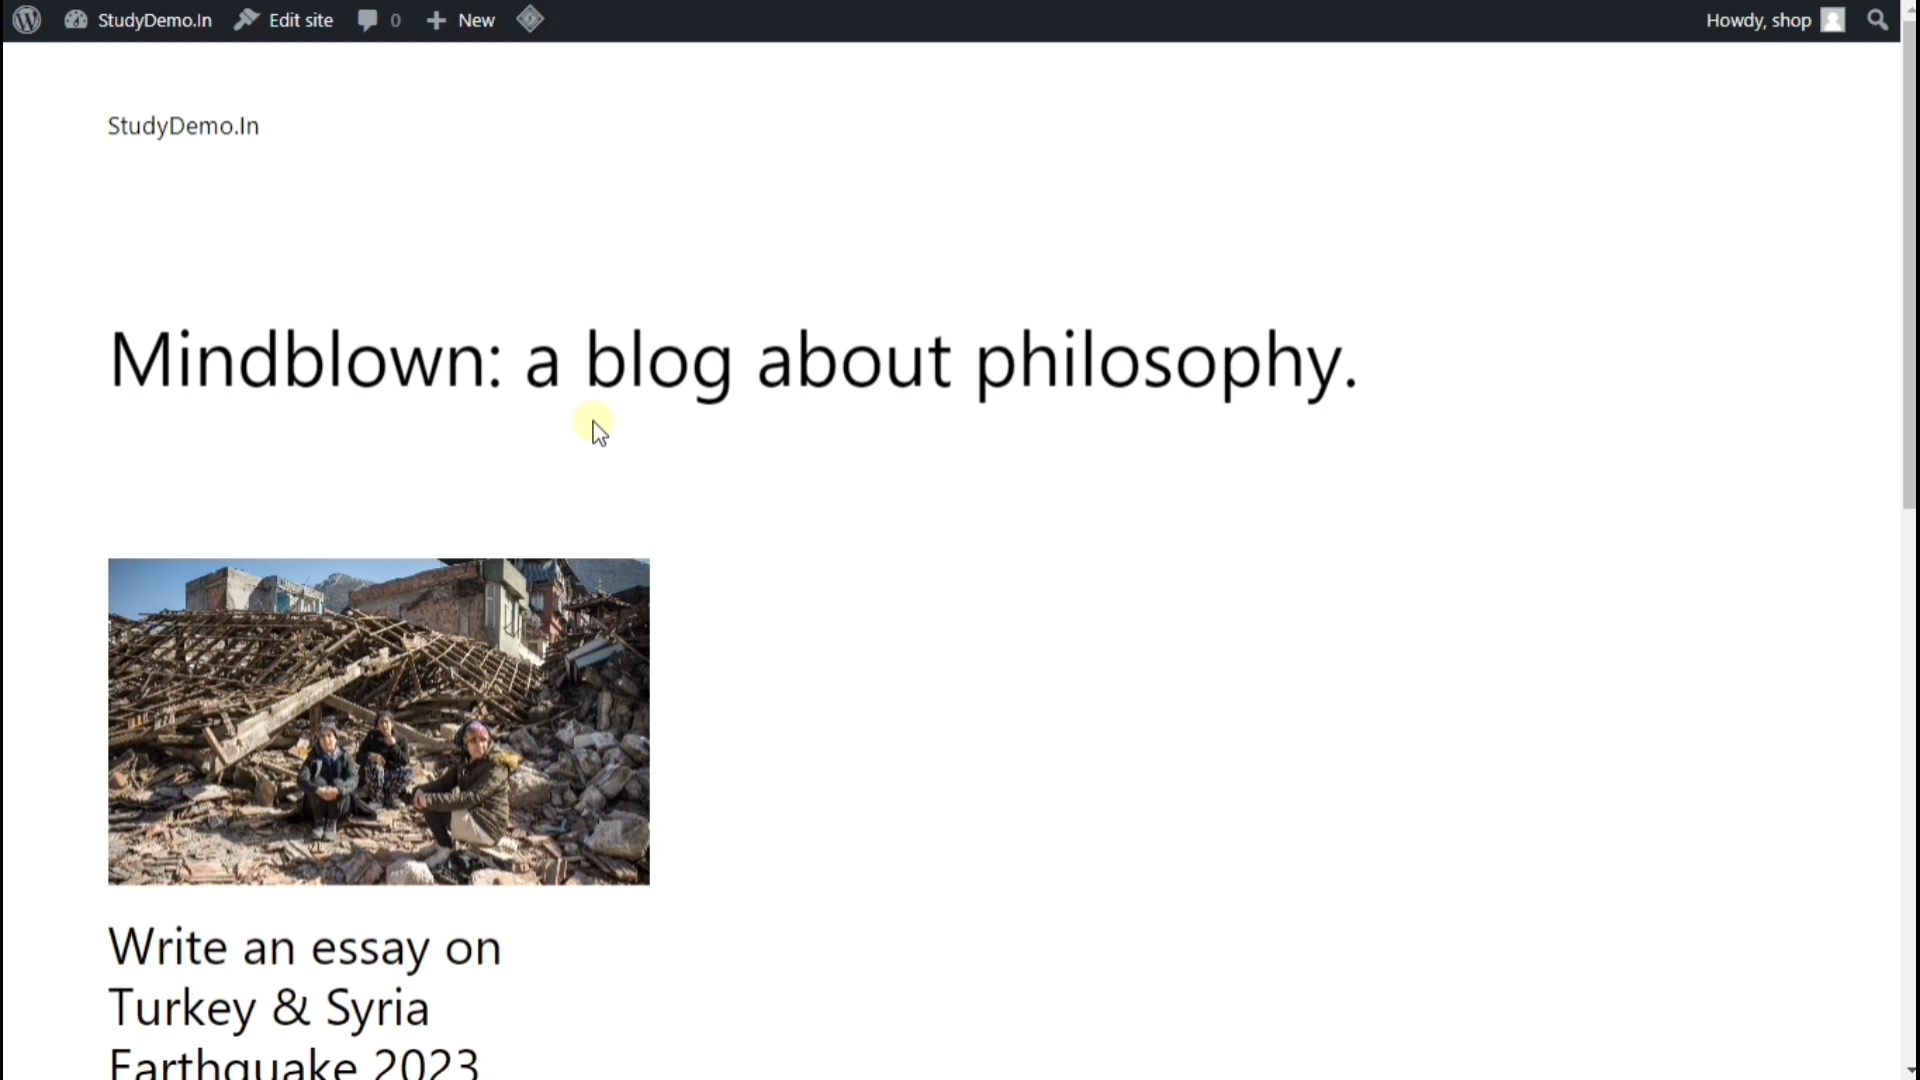 StudyDemo.In Edit site 0 New Howdy, shop
StudyDemo.In
Mindblown: a blog about philosophy.
Write an essay on
Turkey & Syria
Earthquake 2023